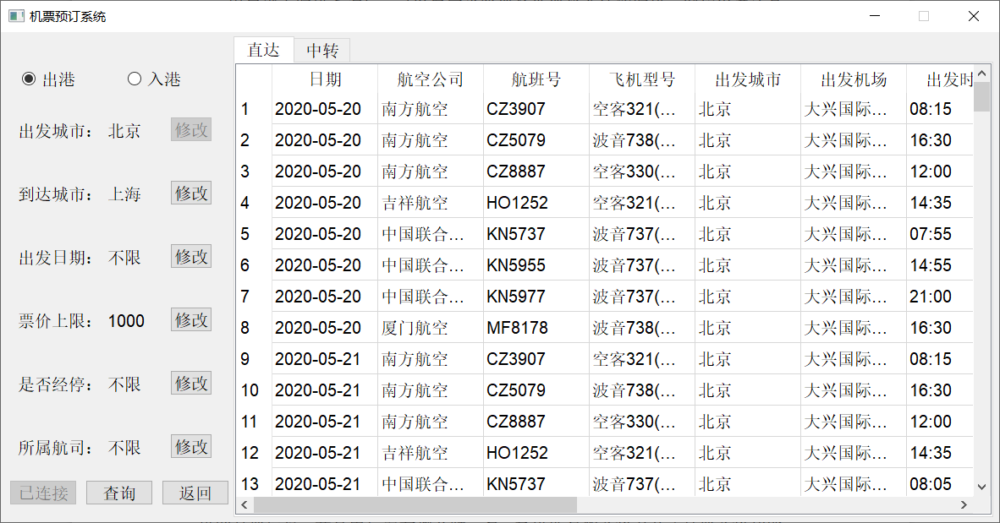 机票预订系统
出港 入港
出发城市： 北京 修改
到达城市： 上海 修改
出发日期： 不限 修改
票价上限： 1000 修改
是否经停： 不限 修改
所属航司： 不限 修改
已连接 查询 返回
直达 中转
日期 航空公司 航班号 飞机型号 出发城市 出发机场 出发时
1 2020-05-20 南方航空 CZ3907 空客321(... 北京 大兴国际... 08:15
2 2020-05-20 南方航空 CZ5079 波音738(... 北京 大兴国际... 16:30
3 2020-05-20 南方航空 CZ8887 空客330(... 北京 大兴国际... 12:00
4 2020-05-20 吉祥航空 HO1252 空客321(... 北京 大兴国际... 14:35
5 2020-05-20 中国联合... KN5737 波音737(... 北京 大兴国际... 07:55
6 2020-05-20 中国联合... KN5955 波音737(... 北京 大兴国际... 14:55
7 2020-05-20 中国联合... KN5977 波音737(... 北京 大兴国际... 21:00
8 2020-05-20 厦门航空 MF8178 波音738(... 北京 大兴国际... 16:30
9 2020-05-21 南方航空 CZ3907 空客321(... 北京 大兴国际... 08:15
10 2020-05-21 南方航空 CZ5079 波音738(... 北京 大兴国际... 16:30
11 2020-05-21 南方航空 CZ8887 空客330(... 北京 大兴国际... 12:00
12 2020-05-21 吉祥航空 HO1252 空客321(... 北京 大兴国际... 14:35
13 2020-05-21 中国联合... KN5737 波音737(... 北京 大兴国际... 08:05